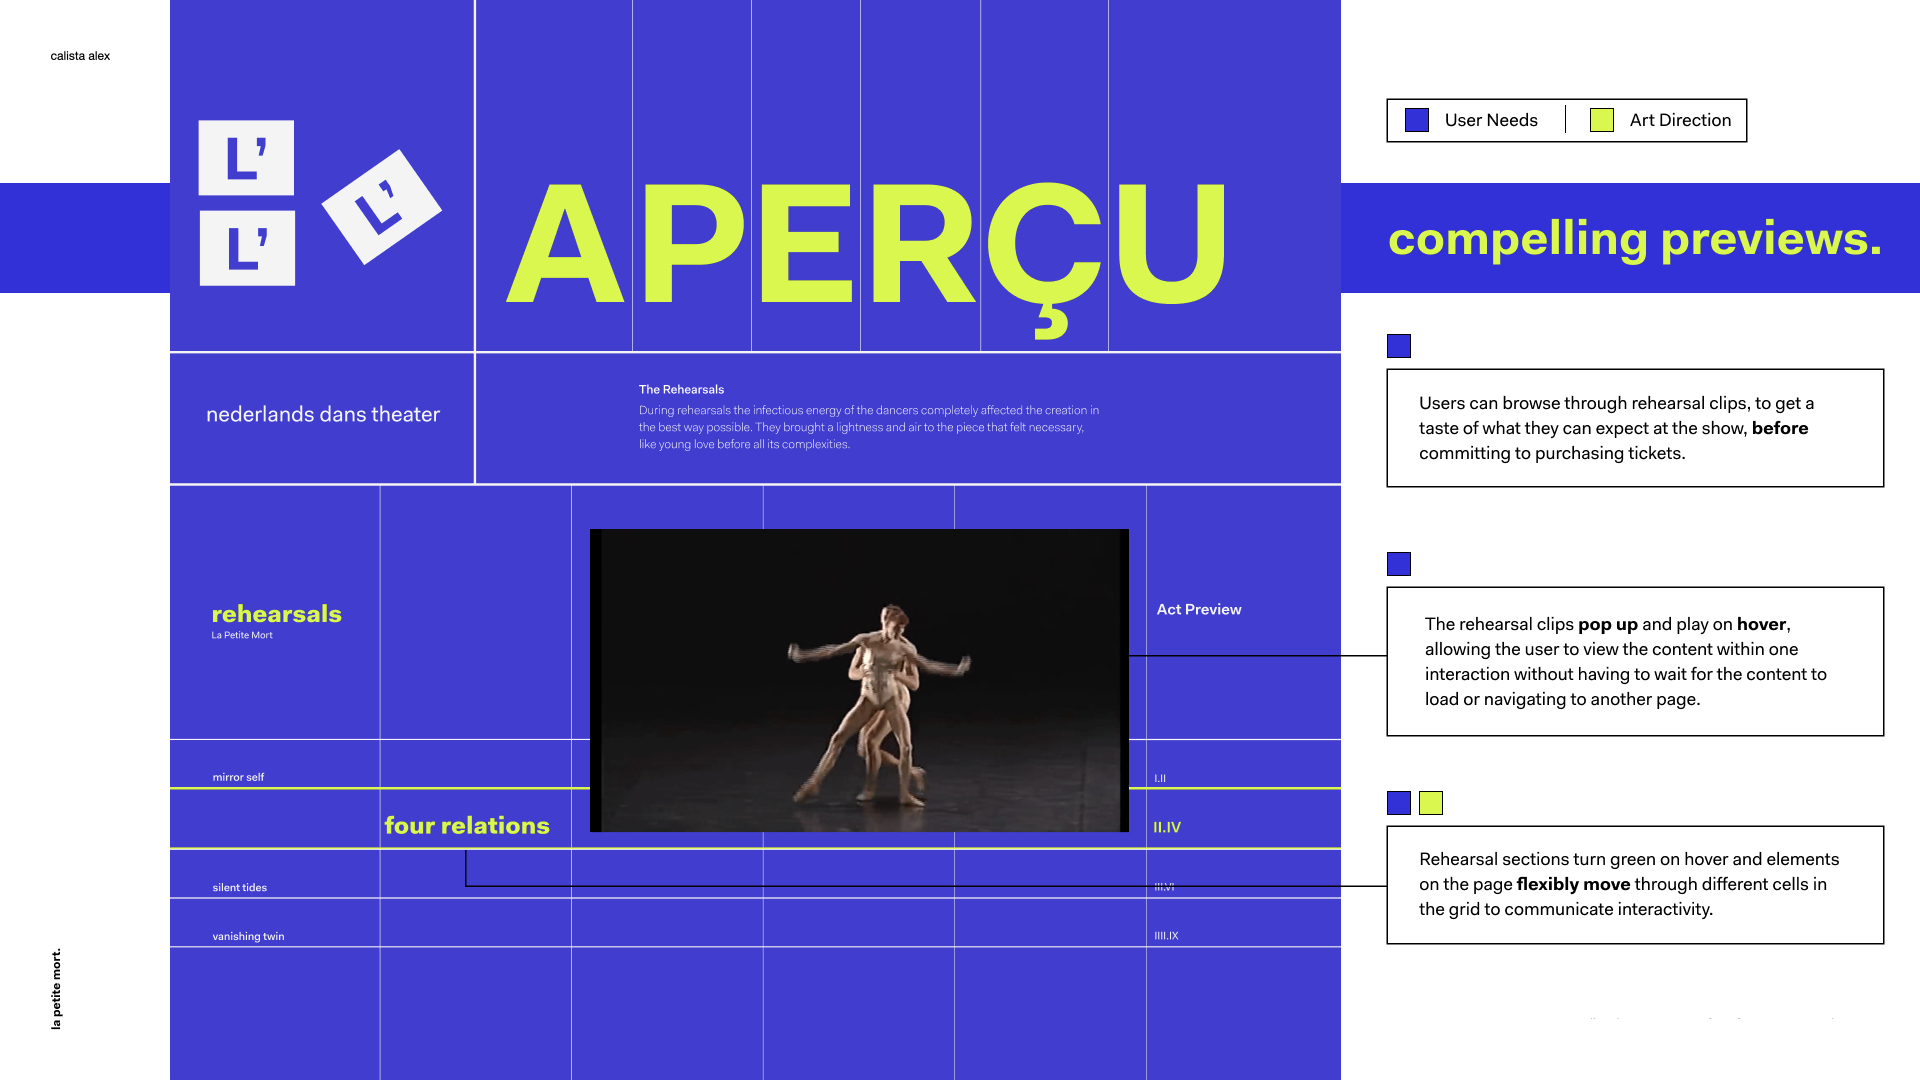 calista alex
L’
L’
L’
APERÇU
User Needs
Art Direction
compelling previews.
nederlands dans theater
The Rehearsals
During rehearsals the infectious energy of the dancers completely affected the creation in
the best way possible. They brought a lightness and air to the piece that felt necessary,
like young love before all its complexities.
Users can browse through rehearsal clips, to get a
taste of what they can expect at the show, before
committing to purchasing tickets.
rehearsals
La Petite Mort
Act Preview
The rehearsal clips pop up and play on hover,
allowing the user to view the content within one
interaction without having to wait for the content to
load or navigating to another page.
mirror self
I.II
four relations
II.IV
silent tides
III.VI
vanishing twin
IIII.IX
Rehearsal sections turn green on hover and elements
on the page flexibly move through different cells in
the grid to communicate interactivity.
la petite mort.